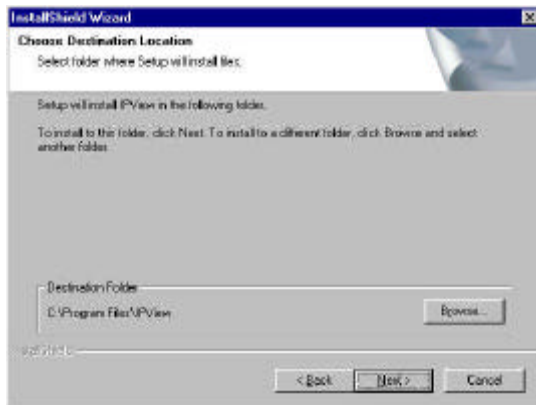 InstallShield Wizard
Choose Destination Location
Select folder where Setup will install files.
Setup will install IPView in the following folder.
To install to this folder, click Next. To install to a different folder, click Browse and select
another folder.
Destination Folder
C:\Program Files\IPView
Browse...
InstallShield
< Back
Next >
Cancel